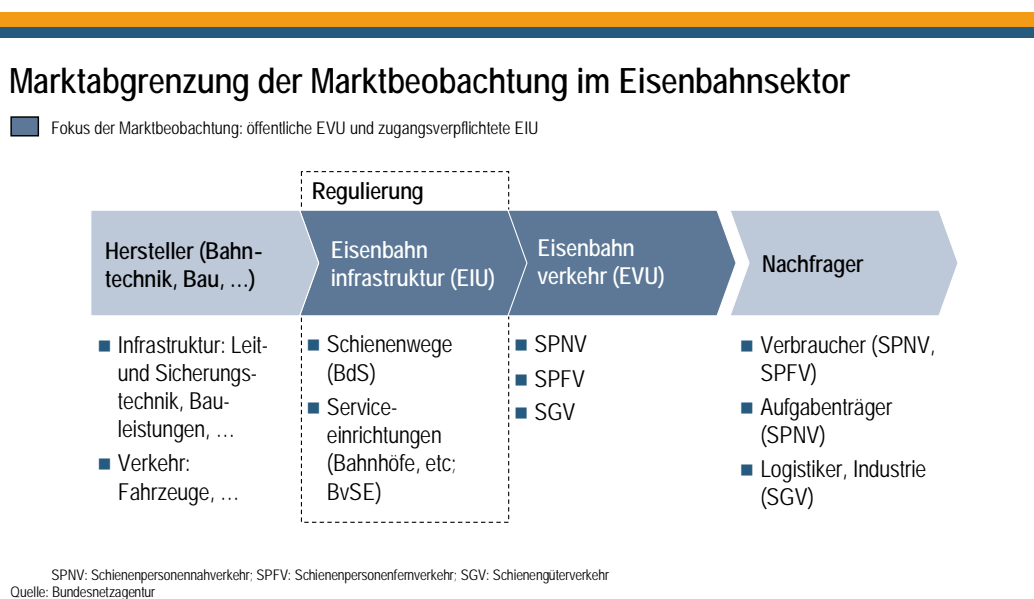 Marktabgrenzung der Marktbeobachtung im Eisenbahnsektor
Fokus der Marktbeobachtung: öffentliche EVU und zugangsverpflichtete EIU
Regulierung
Hersteller (Bahn-
technik, Bau, …)
Eisenbahn
infrastruktur (EIU)
Eisenbahn
verkehr (EVU)
Nachfrager
Infrastruktur: Leit-
und Sicherungs-
technik, Bau-
leistungen, …
Verkehr:
Fahrzeuge, …
Schienenwege
(BdS)
Service-
einrichtungen
(Bahnhöfe, etc;
BvSE)
SPNV
SPFV
SGV
Verbraucher (SPNV,
SPFV)
Aufgabenträger
(SPNV)
Logistiker, Industrie
(SGV)
SPNV: Schienenpersonennahverkehr; SPFV: Schienenpersonenfernverkehr; SGV: Schienengüterverkehr
Quelle: Bundesnetzagentur